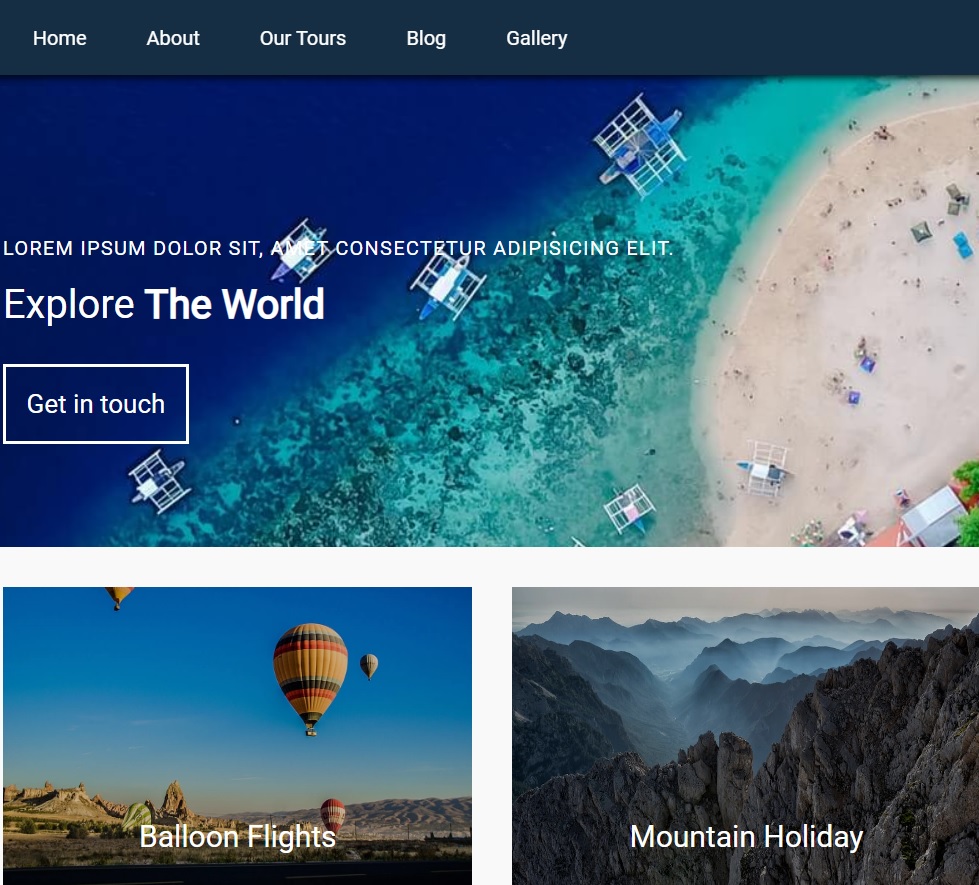 Home About Our Tours Blog Gallery
LOREM IPSUM DOLOR SIT, AMET CONSECTETUR ADIPISICING ELIT.
Explore The World
Get in touch
Balloon Flights
Mountain Holiday